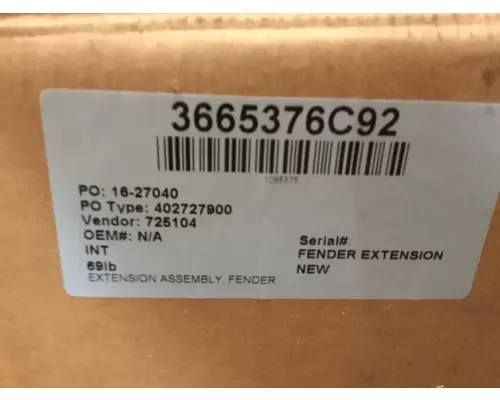 3665376C92
PO: 16-27040
PO Type: 402727900
Vendor: 725104
OEM#: N/A
INT
69lb
EXTENSION ASSEMBLY FENDER
Serial#
FENDER EXTENSION
NEW